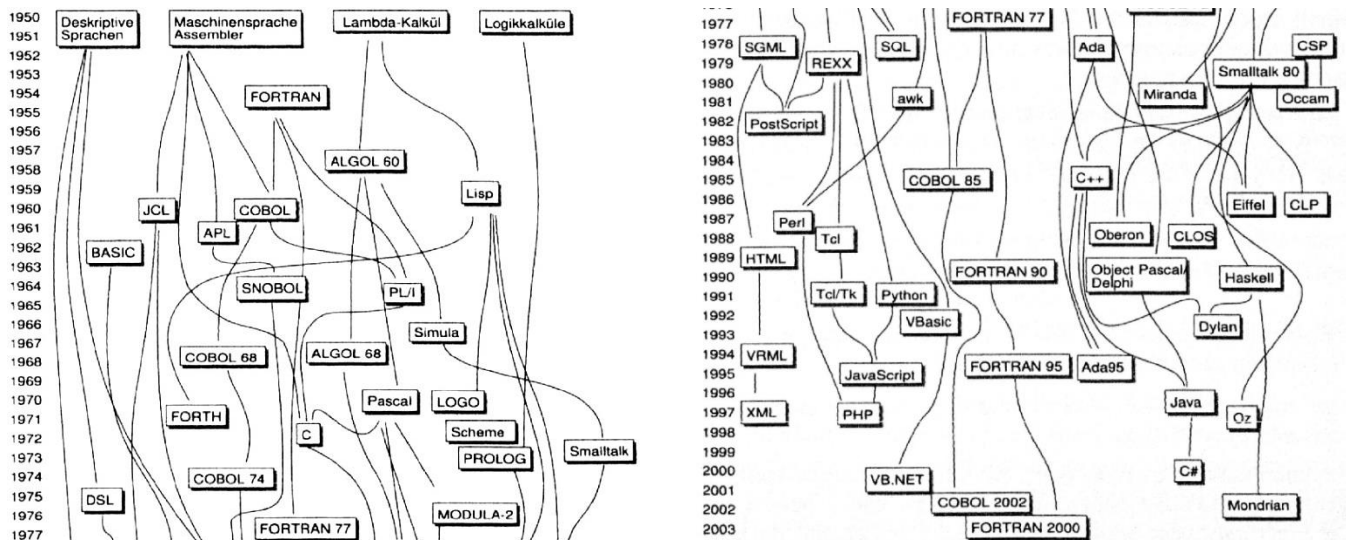 1950
1951
1952
1953
1954
1955
1956
1957
1958
1959
1960
1961
1962
1963
1964
1965
1966
1967
1968
1969
1970
1971
1972
1973
1974
1975
1976
1977
Deskriptive
Sprachen
Maschinensprache
Assembler
Lambda-Kalkül
Logikkalküle
FORTRAN
ALGOL 60
Lisp
JCL
COBOL
APL
BASIC
SNOBOL
PL/I
Simula
COBOL 68
ALGOL 68
Pascal
LOGO
FORTH
C
Scheme
Smalltalk
PROLOG
COBOL 74
DSL
MODULA-2
FORTRAN 77
1977
1978
1979
1980
1981
1982
1983
1984
1985
1986
1987
1988
1989
1990
1991
1992
1993
1994
1995
1996
1997
1998
1999
2000
2001
2002
2003
FORTRAN 77
SGML
SQL
Ada
CSP
REXX
Smalltalk 80
awk
Miranda
Occam
PostScript
COBOL 85
C++
Eiffel
CLP
Perl
Tcl
Oberon
CLOS
HTML
FORTRAN 90
Object Pascal/
Delphi
Haskell
Tcl/Tk
Python
VBasic
Dylan
VRML
JavaScript
FORTRAN 95
Ada95
XML
PHP
Java
Oz
VB.NET
C#
COBOL 2002
Mondrian
FORTRAN 2000